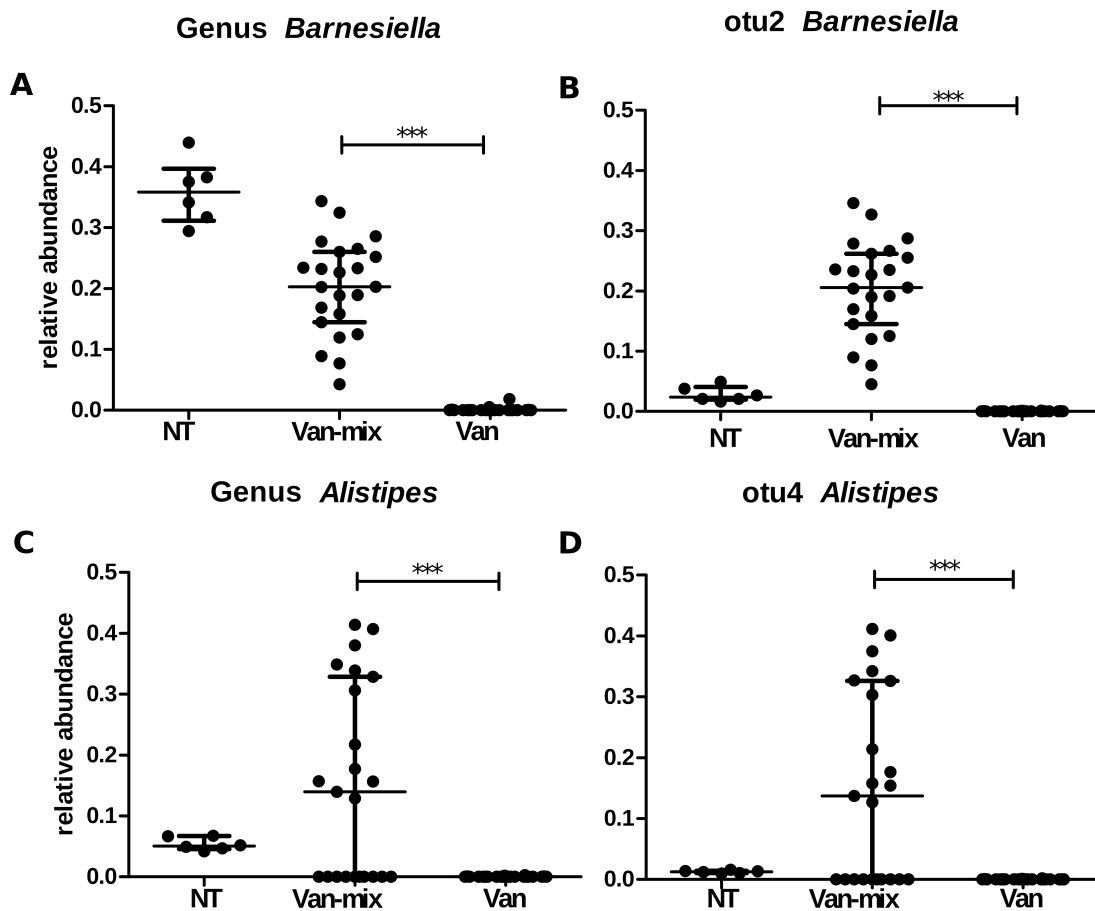 Genus Barnesiella
A
relative abundance
0.5
0.4
0.3
0.2
0.1
0.0
***
NT Van-mix Van
otu2 Barnesiella
B
0.5
0.4
0.3
0.2
0.1
0.0
***
NT Van-mix Van
Genus Alistipes
C
relative abundance
0.5
0.4
0.3
0.2
0.1
0.0
***
NT Van-mix Van
otu4 Alistipes
D
0.5
0.4
0.3
0.2
0.1
0.0
***
NT Van-mix Van